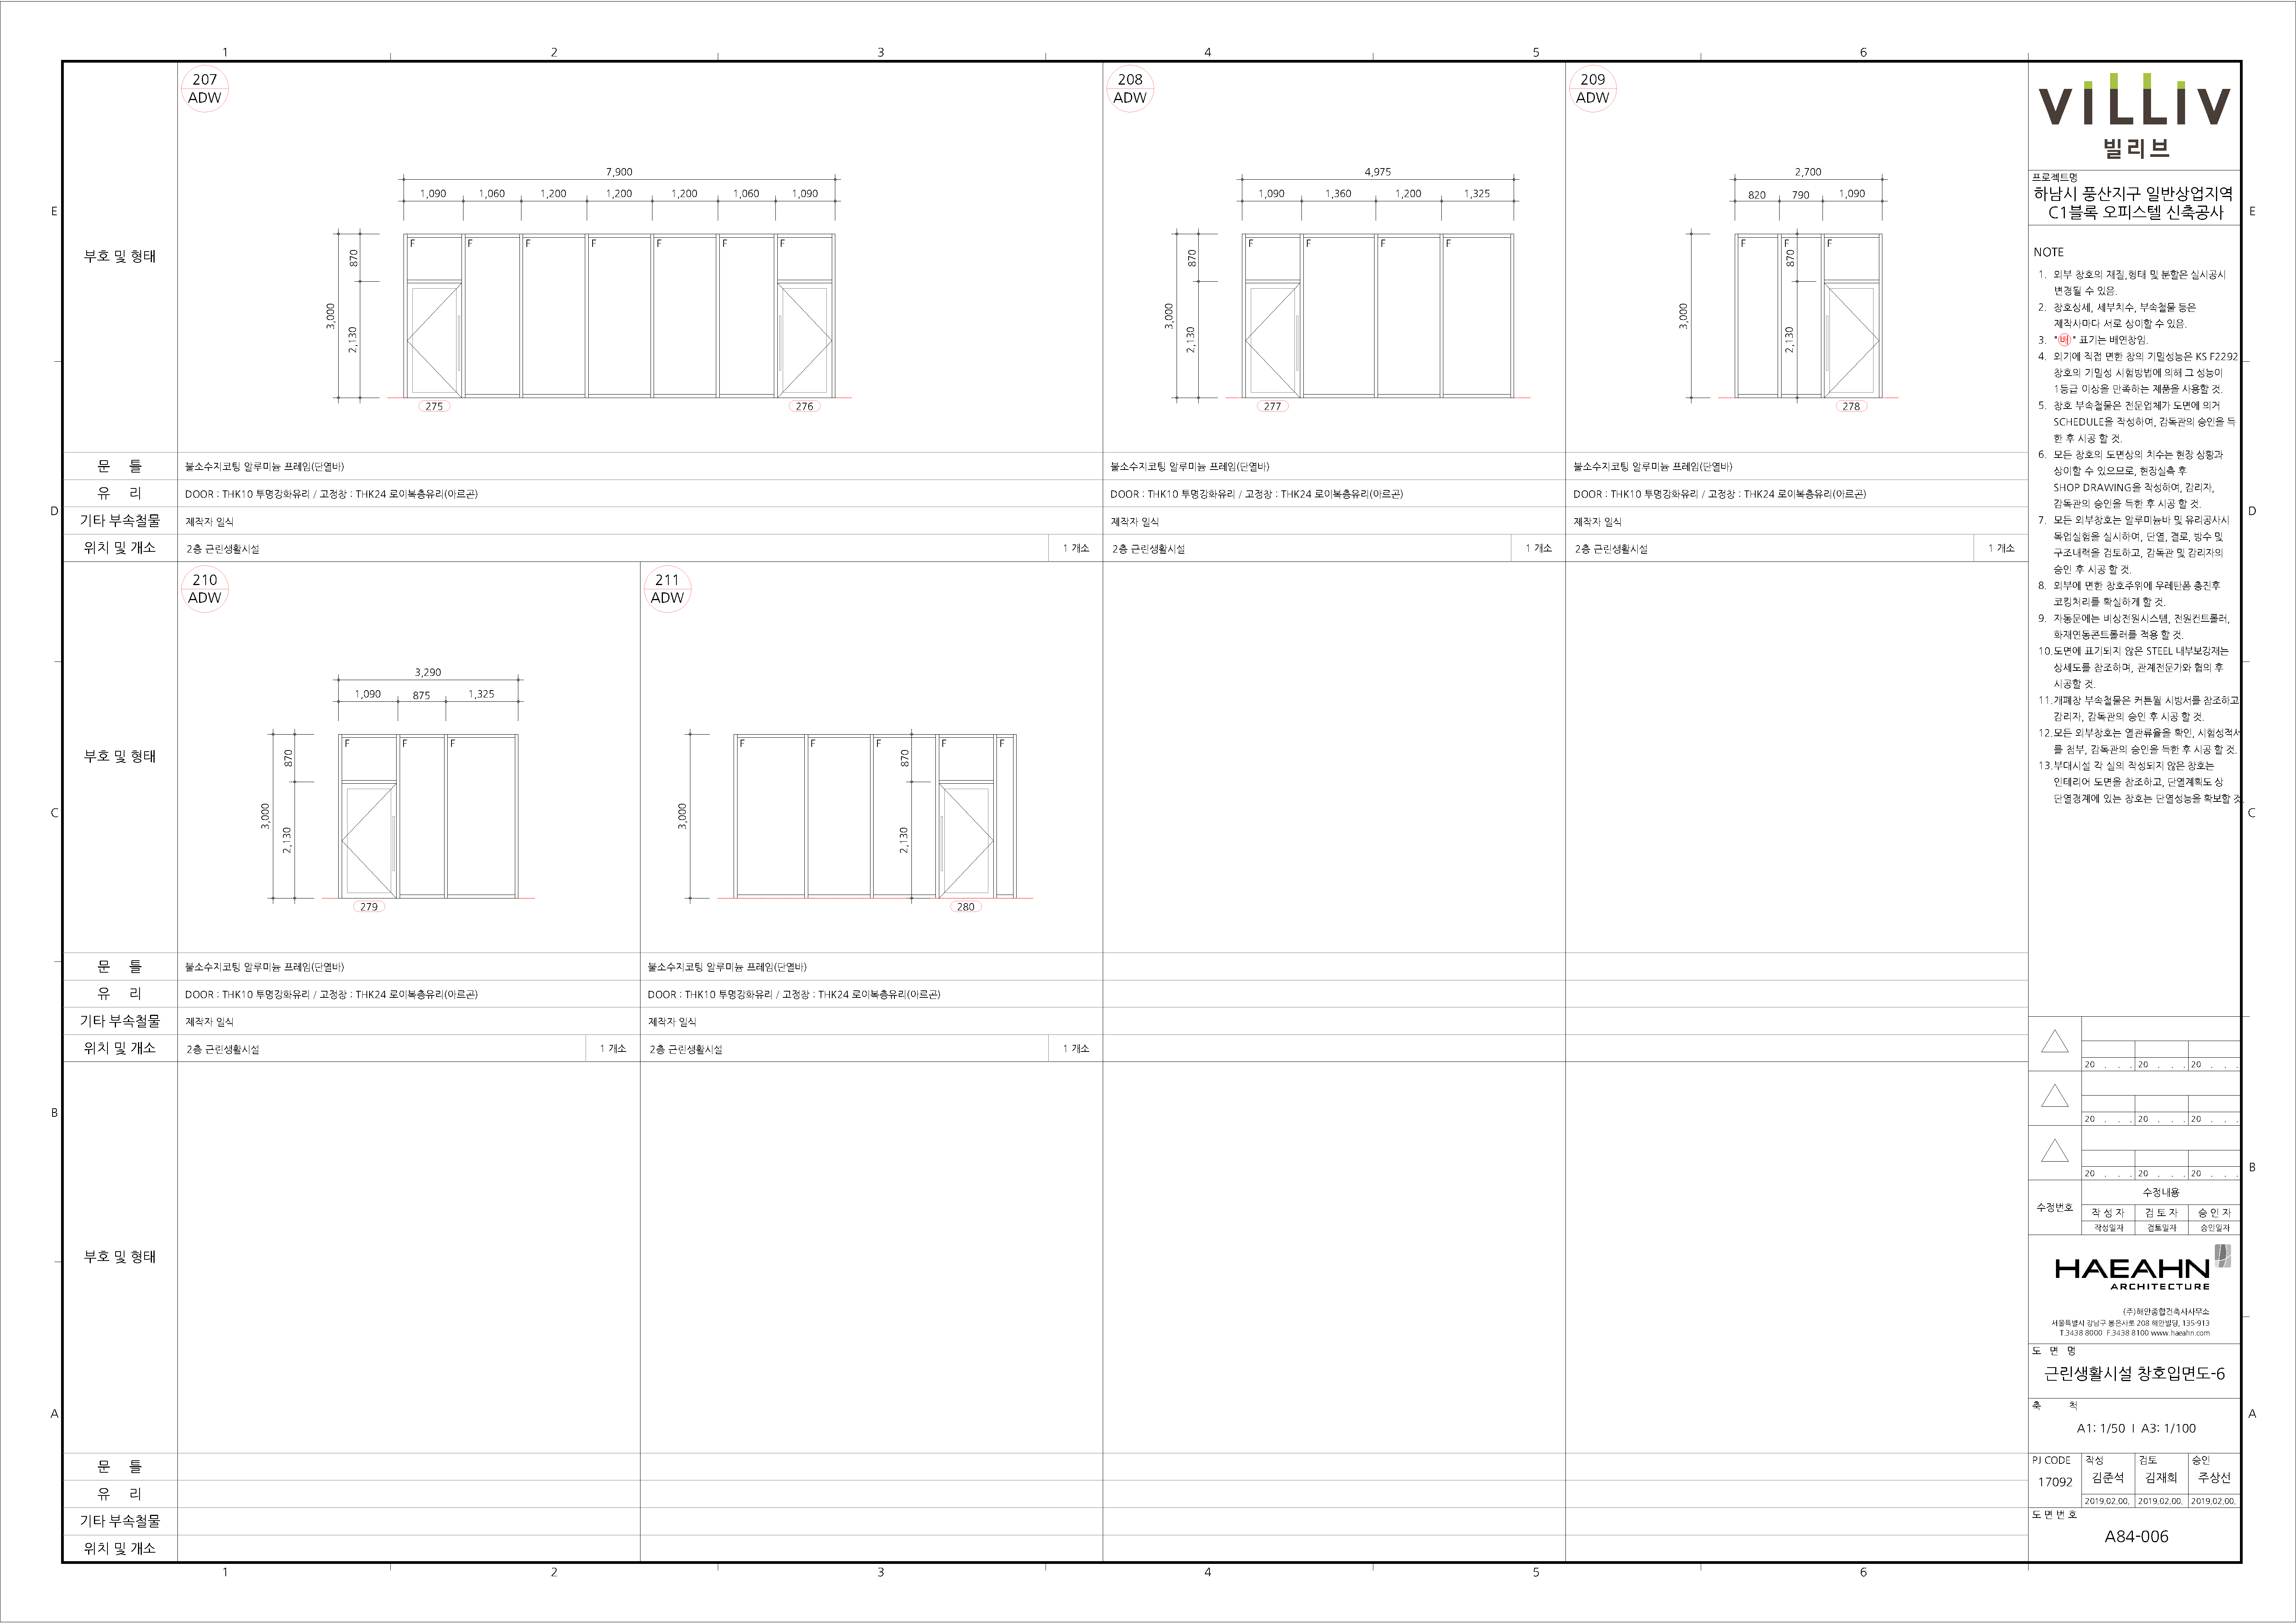 1 2 3 4 5 6
207
ADW
7,900
1,090 1,060 1,200 1,200 1,200 1,060 1,090
F F F F F F F
870
3,000
2,130
275 276
208
ADW
4,975
1,090 1,360 1,200 1,325
F F F F
870
3,000
2,130
277
209
ADW
2,700
820 790 1,090
F F F
870
3,000
2,130
278
E
부호 및 형태
문 틀
불소수지코팅 알루미늄 프레임(단열바)
불소수지코팅 알루미늄 프레임(단열바)
불소수지코팅 알루미늄 프레임(단열바)
유 리
DOOR : THK10 투명강화유리 / 고정창 : THK24 로이복층유리(아르곤)
DOOR : THK10 투명강화유리 / 고정창 : THK24 로이복층유리(아르곤)
DOOR : THK10 투명강화유리 / 고정창 : THK24 로이복층유리(아르곤)
D
기타 부속철물
제작자 일식
제작자 일식
제작자 일식
위치 및 개소
2층 근린생활시설 1 개소
2층 근린생활시설 1 개소
2층 근린생활시설 1 개소
210
ADW
3,290
1,090 875 1,325
F F F
870
3,000
2,130
279
211
ADW
F F F F F
870
3,000
2,130
280
부호 및 형태
C
문 틀
불소수지코팅 알루미늄 프레임(단열바)
불소수지코팅 알루미늄 프레임(단열바)
유 리
DOOR : THK10 투명강화유리 / 고정창 : THK24 로이복층유리(아르곤)
DOOR : THK10 투명강화유리 / 고정창 : THK24 로이복층유리(아르곤)
기타 부속철물
제작자 일식
제작자 일식
위치 및 개소
2층 근린생활시설 1 개소
2층 근린생활시설 1 개소
B
부호 및 형태
A
문 틀
유 리
기타 부속철물
위치 및 개소
1 2 3 4 5 6
VILLIV
빌리브
프로젝트명
하남시 풍산지구 일반상업지역
C1블록 오피스텔 신축공사
E
NOTE
1. 외부 창호의 재질,형태 및 분할은 실시공시
변경될 수 있음.
2. 창호상세, 세부치수, 부속철물 등은
제작사마다 서로 상이할 수 있음.
3. "배" 표기는 배연창임.
4. 외기에 직접 면한 창의 기밀성능은 KS F2292
창호의 기밀성 시험방법에 의해 그 성능이
1등급 이상을 만족하는 제품을 사용할 것.
5. 창호 부속철물은 전문업체가 도면에 의거
SCHEDULE을 작성하여, 감독관의 승인을 득
한 후 시공 할 것.
6. 모든 창호의 도면상의 치수는 현장 상황과
상이할 수 있으므로, 현장실측 후
SHOP DRAWING을 작성하여, 감리자,
감독관의 승인을 득한 후 시공 할 것.
D
7. 모든 외부창호는 알루미늄바 및 유리공사시
목업실험을 실시하여, 단열, 결로, 방수 및
구조내력을 검토하고, 감독관 및 감리자의
승인 후 시공 할 것.
8. 외부에 면한 창호주위에 우레탄폼 충진후
코킹처리를 확실하게 할 것.
9. 자동문에는 비상전원시스템, 전원컨트롤러,
화재연동콘트롤러를 적용 할 것.
10.도면에 표기되지 않은 STEEL 내부보강재는
상세도를 참조하며, 관계전문가와 협의 후
시공할 것.
11.개폐창 부속철물은 커튼월 시방서를 참조하고
감리자, 감독관의 승인 후 시공 할 것.
12.모든 외부창호는 열관류율을 확인, 시험성적서
를 첨부, 감독관의 승인을 득한 후 시공 할 것.
13.부대시설 각 실의 작성되지 않은 창호는
인테리어 도면을 참조하고, 단열계획도 상
단열경계에 있는 창호는 단열성능을 확보할 것.
C
20 . . . 20 . . . 20 . . .
20 . . . 20 . . . 20 . . .
20 . . . 20 . . . 20 . . .
B
수정번호
수정내용
작 성 자 검 토 자 승 인 자
작성일자 검토일자 승인일자
HAEAHN
ARCHITECTURE
(주)해안종합건축사사무소
서울특별시 강남구 봉은사로 208 해안빌딩, 135-913
T.3438 8000 F.3438 8100 www.haeahn.com
도 면 명
근린생활시설 창호입면도-6
축 척
A
A1: 1/50 I A3: 1/100
PJ CODE 작성 검토 승인
17092 김준석 김재희 주상선
2019.02.00. 2019.02.00. 2019.02.00.
도 면 번 호
A84-006